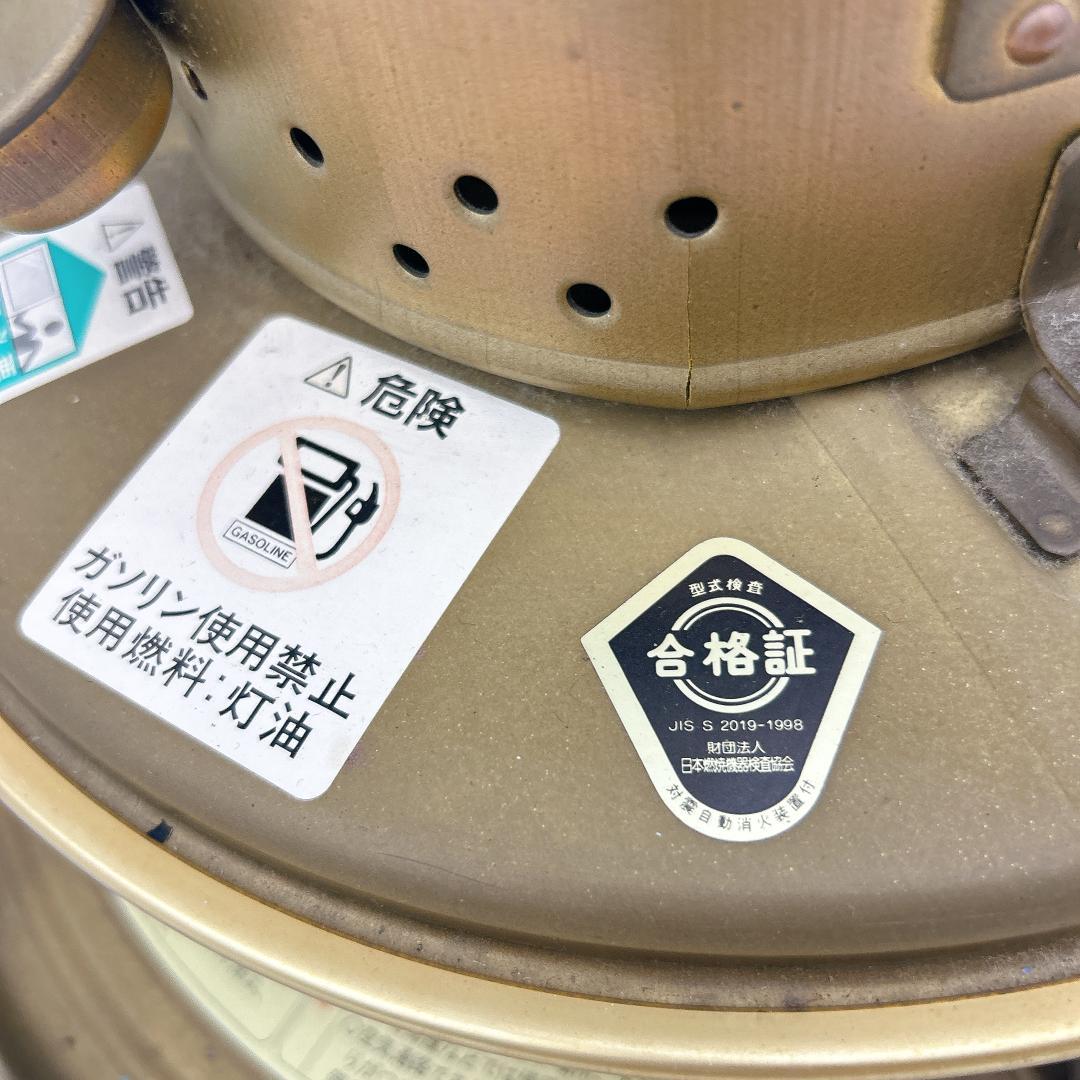 警告
危険
GASOLINE
ガソリン使用禁止
使用燃料:灯油
型式検査
合格証
JIS S 2019-1998
財団法人
日本燃焼機器検査協会
対震自動消火装置付